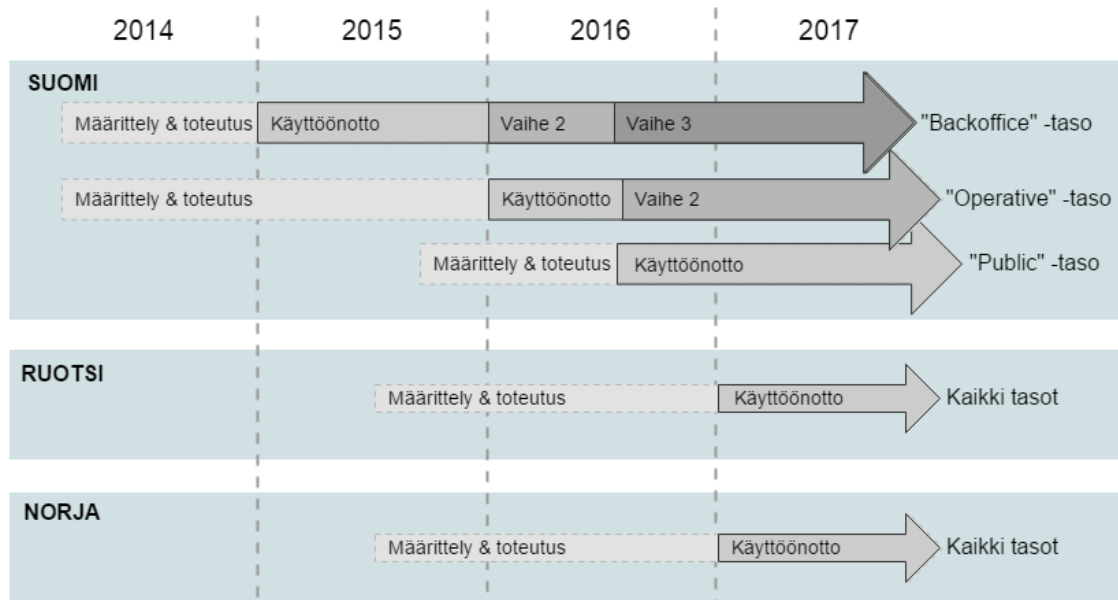 2014 2015 2016 2017
SUOMI
Määrittely & toteutus Käyttöönotto Vaihe 2 Vaihe 3 "Backoffice" -taso
Määrittely & toteutus Käyttöönotto Vaihe 2 "Operative" -taso
Määrittely & toteutus Käyttöönotto "Public" -taso
RUOTSI
Määrittely & toteutus Käyttöönotto Kaikki tasot
NORJA
Määrittely & toteutus Käyttöönotto Kaikki tasot